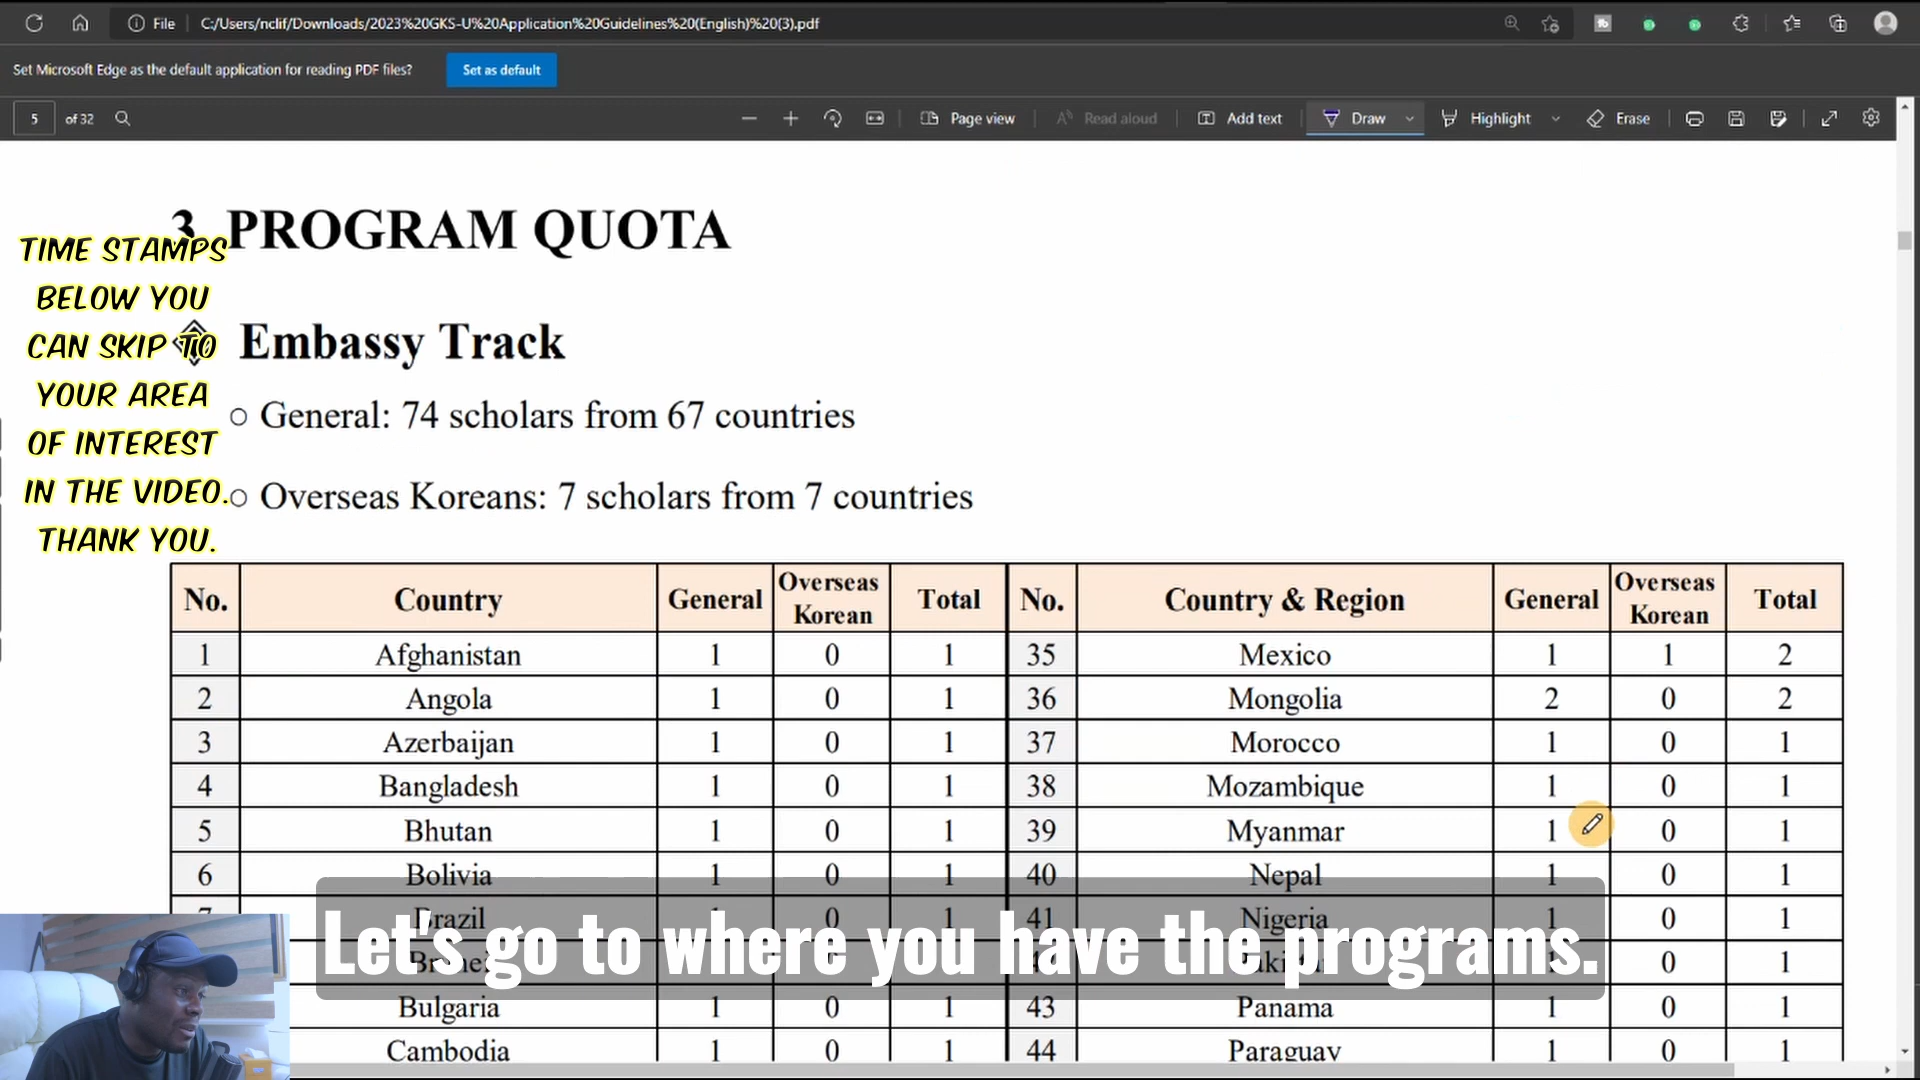 File C:/Users/nclif/Downloads/2023%20GKS-U%20Application%20Guidelines%20(English)%20(3).pdf
Set Microsoft Edge as the default application for reading PDF files? Set as default
5 of 32 Page view Read aloud Add text Draw Highlight Erase
3. PROGRAM QUOTA
TIME STAMPS
BELOW YOU
CAN SKIP TO
YOUR AREA
OF INTEREST
IN THE VIDEO.
THANK YOU.
Embassy Track
○ General: 74 scholars from 67 countries
○ Overseas Koreans: 7 scholars from 7 countries
No. Country General Overseas Korean Total No. Country & Region General Overseas Korean Total
1 Afghanistan 1 0 1 35 Mexico 1 1 2
2 Angola 1 0 1 36 Mongolia 2 0 2
3 Azerbaijan 1 0 1 37 Morocco 1 0 1
4 Bangladesh 1 0 1 38 Mozambique 1 0 1
5 Bhutan 1 0 1 39 Myanmar 1 0 1
6 Bolivia 1 0 1 40 Nepal 1 0 1
Brazil 1 0 1 41 Nigeria 1 0 1
0 1
Let's go to where you have the programs.
Bulgaria 1 0 1 43 Panama 1 0 1
Cambodia 1 0 1 44 Paraguay 1 0 1